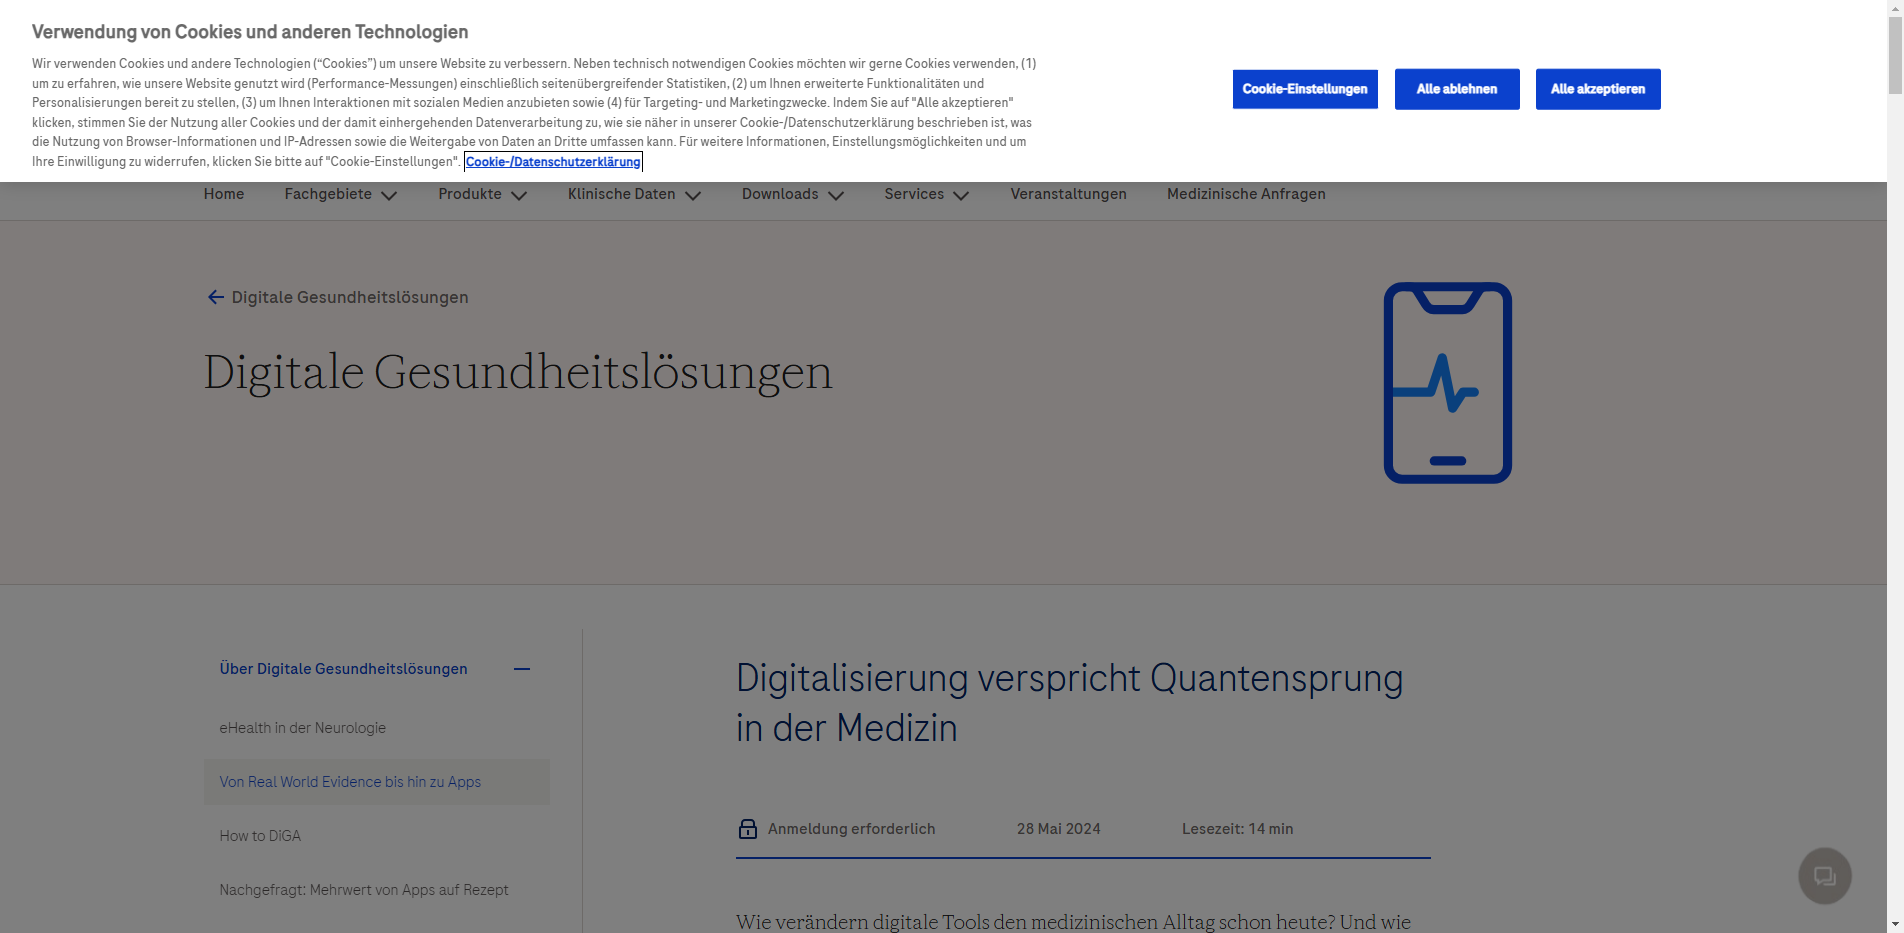 Verwendung von Cookies und anderen Technologien
Wir verwenden Cookies und andere Technologien (“Cookies”) um unsere Website zu verbessern. Neben technisch notwendigen Cookies möchten wir gerne Cookies verwenden, (1)
um zu erfahren, wie unsere Website genutzt wird (Performance-Messungen) einschließlich seitenübergreifender Statistiken, (2) um Ihnen erweiterte Funktionalitäten und
Personalisierungen bereit zu stellen, (3) um Ihnen Interaktionen mit sozialen Medien anzubieten sowie (4) für Targeting- und Marketingzwecke. Indem Sie auf "Alle akzeptieren"
klicken, stimmen Sie der Nutzung aller Cookies und der damit einhergehenden Datenverarbeitung zu, wie sie näher in unserer Cookie-/Datenschutzerklärung beschrieben ist, was
die Nutzung von Browser-Informationen und IP-Adressen sowie die Weitergabe von Daten an Dritte umfassen kann. Für weitere Informationen, Einstellungsmöglichkeiten und um
Ihre Einwilligung zu widerrufen, klicken Sie bitte auf "Cookie-Einstellungen". Cookie-/Datenschutzerklärung
Cookie-Einstellungen Alle ablehnen Alle akzeptieren
Home Fachgebiete Produkte Klinische Daten Downloads Services Veranstaltungen Medizinische Anfragen
Digitale Gesundheitslösungen
Digitale Gesundheitslösungen
Über Digitale Gesundheitslösungen
eHealth in der Neurologie
Von Real World Evidence bis hin zu Apps
How to DiGA
Nachgefragt: Mehrwert von Apps auf Rezept
Digitalisierung verspricht Quantensprung
in der Medizin
Anmeldung erforderlich 28 Mai 2024 Lesezeit: 14 min
Wie verändern digitale Tools den medizinischen Alltag schon heute? Und wie